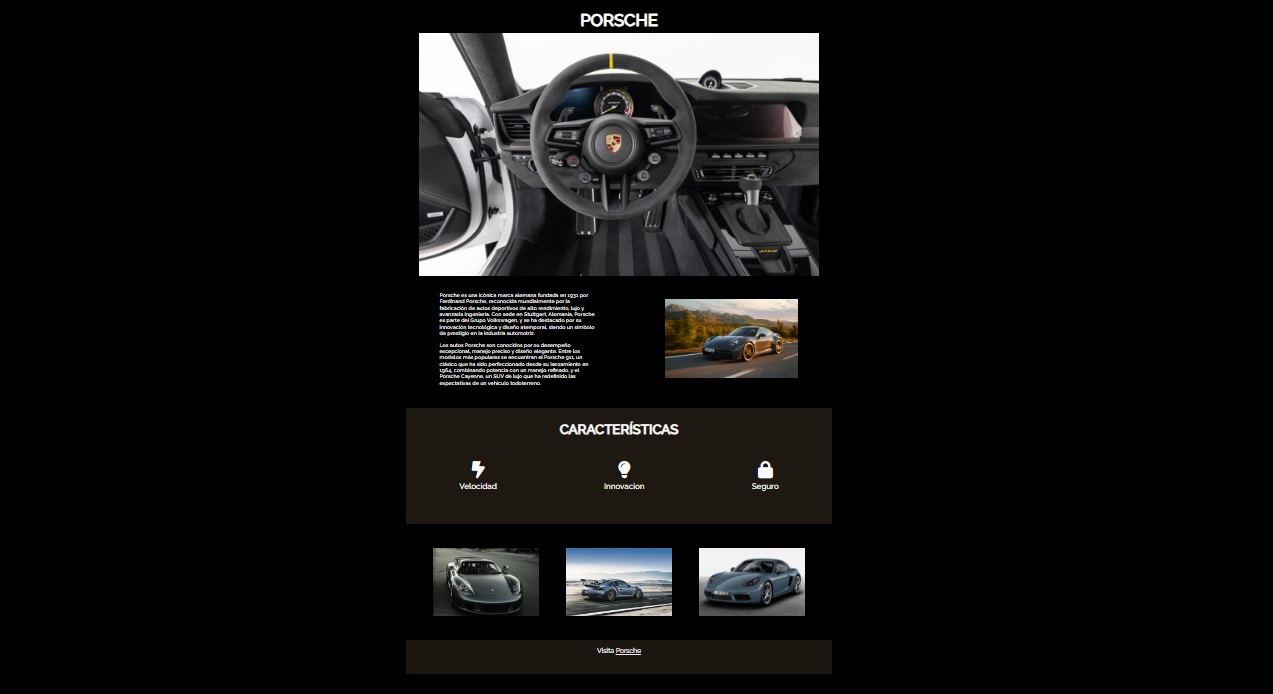 PORSCHE
Porsche es una icónica marca alemana fundada en 1931 por
Ferdinand Porsche, reconocida mundialmente por la
fabricación de autos deportivos de alto rendimiento, lujo y
avanzada ingeniería. Con sede en Stuttgart, Alemania, Porsche
es parte del Grupo Volkswagen, y se ha destacado por su
innovación tecnológica y diseño atemporal, siendo un símbolo
de prestigio en la industria automotriz.
Los autos Porsche son conocidos por su desempeño
excepcional, manejo preciso y diseño elegante. Entre los
modelos más populares se encuentran el Porsche 911, un
clásico que ha sido perfeccionado desde su lanzamiento en
1964, combinando potencia con un manejo refinado, y el
Porsche Cayenne, un SUV de lujo que ha redefinido las
expectativas de un vehículo todoterreno.
CARACTERÍSTICAS
Velocidad
Innovacion
Seguro
Visita Porsche